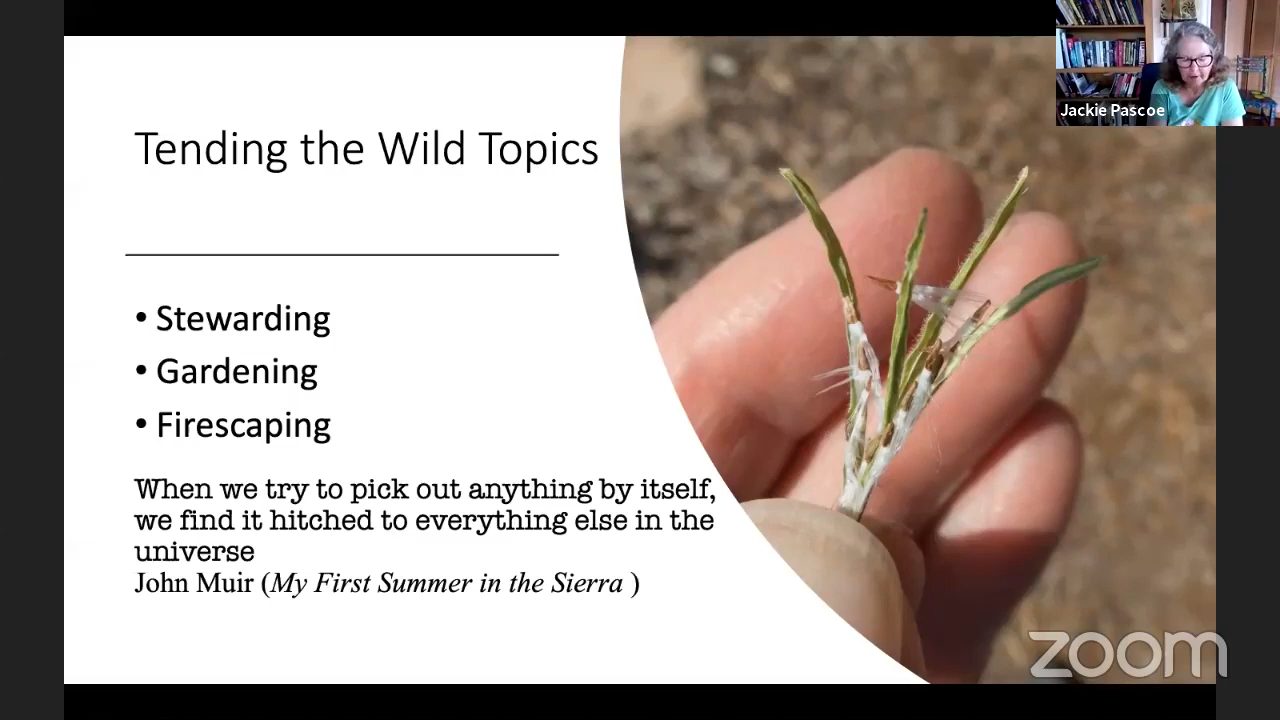 Jackie Pascoe
Tending the Wild Topics
• Stewarding
• Gardening
• Firescaping
When we try to pick out anything by itself,
we find it hitched to everything else in the
universe
John Muir (My First Summer in the Sierra )
zoom